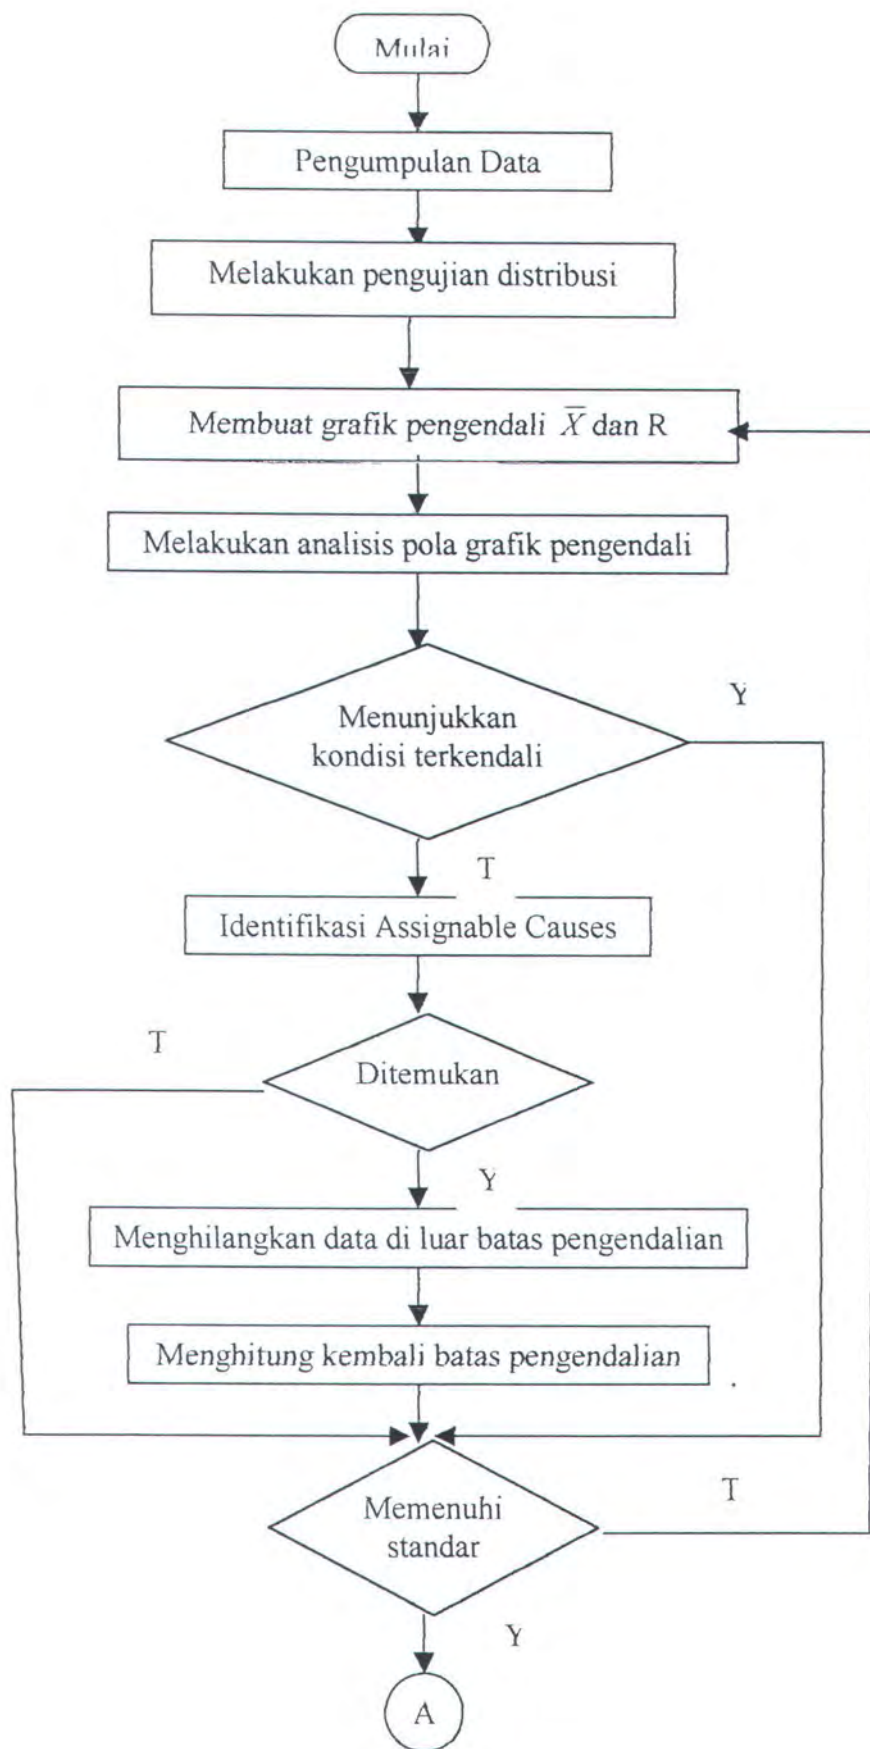 Mulai
Pengumpulan Data
Melakukan pengujian distribusi
Membuat grafik pengendali X̅ dan R
Melakukan analisis pola grafik pengendali
Y
Menunjukkan
kondisi terkendali
T
Identifikasi Assignable Causes
T
Ditemukan
Y
Menghilangkan data di luar batas pengendalian
Menghitung kembali batas pengendalian
T
Memenuhi
standar
Y
A